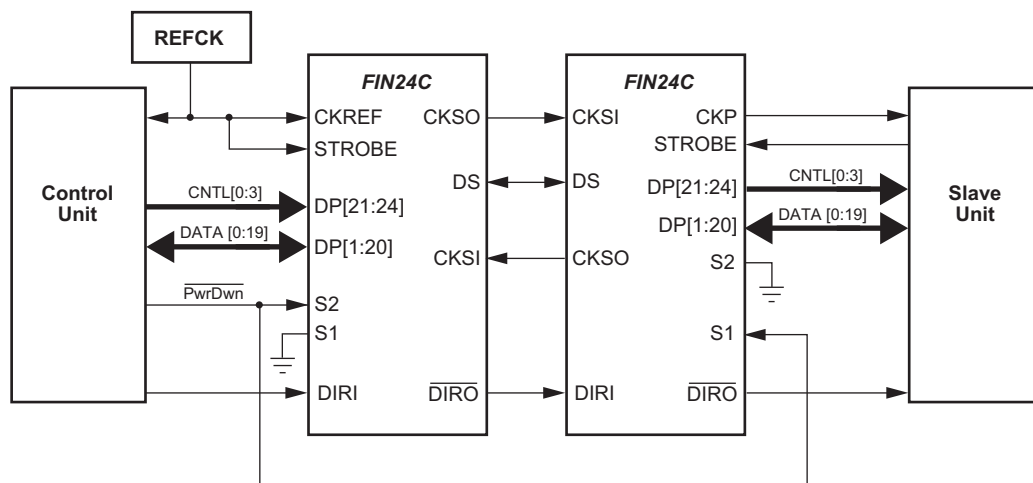 REFCK
FIN24C
FIN24C
CKREF
CKSO
CKSI
CKP
STROBE
STROBE
Control
Unit
CNTL[0:3]
DP[21:24]
DS
DS
DP[21:24]
CNTL[0:3]
Slave
Unit
DATA [0:19]
DP[1:20]
DP[1:20]
DATA [0:19]
CKSI
CKSO
S2
PwrDwn
S2
S1
S1
DIRI
DIRO
DIRI
DIRO